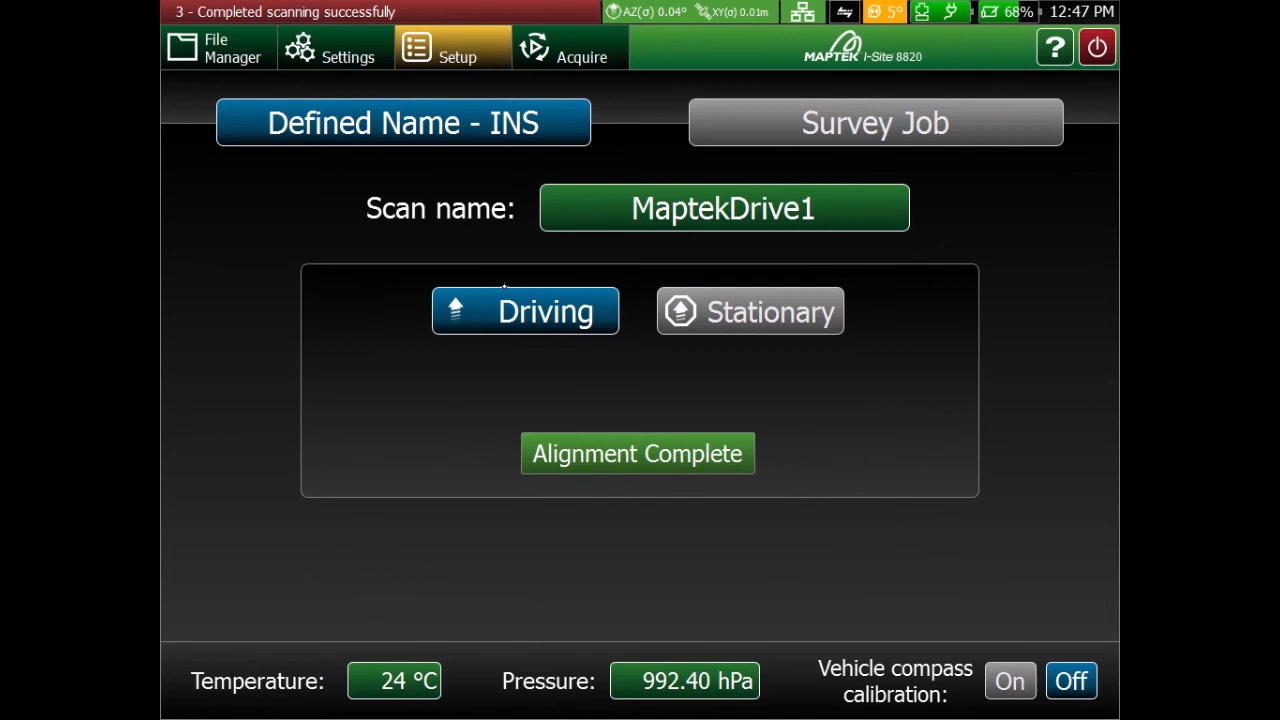 3 - Completed scanning successfully
AZ(σ) 0.04° XY(σ) 0.01m 5° 68% 12:47 PM
File Manager
Settings
Setup
Acquire
MAPTEK I-Site 8820
?
Defined Name - INS
Survey Job
Scan name: MaptekDrive1
Driving
Stationary
Alignment Complete
Temperature: 24 °C
Pressure: 992.40 hPa
Vehicle compass
calibration:
On
Off